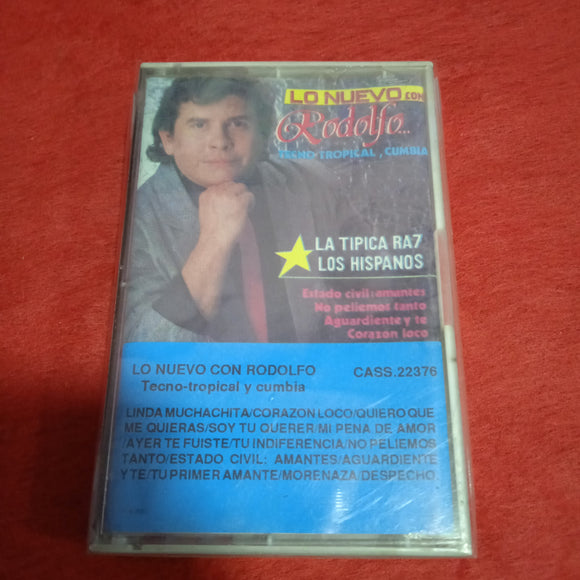 LO NUEVO CON
Rodolfo...
TECNO-TROPICAL, CUMBIA
LA TIPICA RA7
LOS HISPANOS
Estado civil: amantes
No peliemos tanto
Aguardiente y te
Corazon loco
LO NUEVO CON RODOLFO CASS.22376
Tecno-tropical y cumbia
LINDA MUCHACHITA/CORAZON LOCO/QUIERO QUE
ME QUIERAS/SOY TU QUERER/MI PENA DE AMOR
AYER TE FUISTE/TU INDIFERENCIA/NO PELIEMOS
TANTO/ESTADO CIVIL: AMANTES/AGUARDIENTE
Y TE/TU PRIMER AMANTE/MORENAZA/DESPECHO.